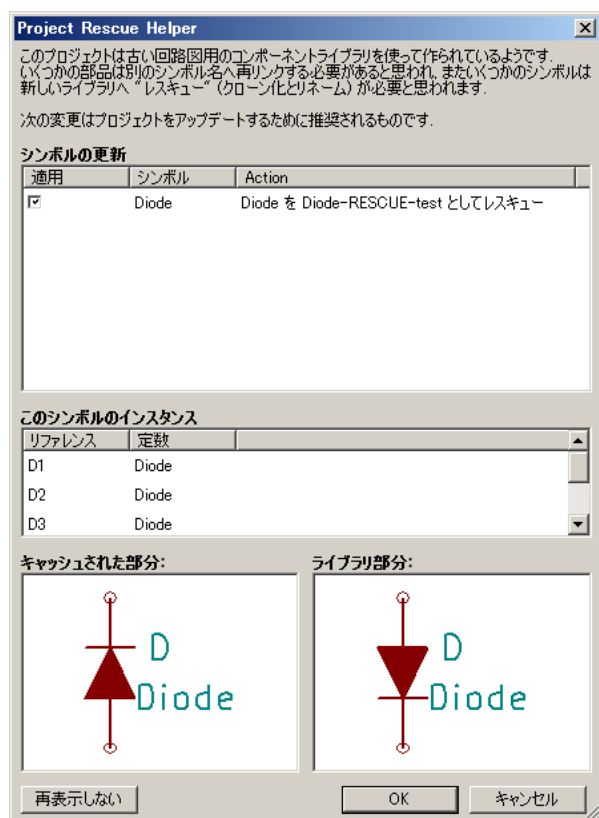 Project Rescue Helper
このプロジェクトは古い回路図用のコンポーネントライブラリを使って作られているようです.
いくつかの部品は別のシンボル名へ再リンクする必要があると思われ, またいくつかのシンボルは
新しいライブラリへ "レスキュー" (クローン化とリネーム) が必要と思われます.
次の変更はプロジェクトをアップデートするために推奨されるものです.
シンボルの更新
適用 シンボル Action
Diode Diode を Diode-RESCUE-test としてレスキュー
このシンボルのインスタンス
リファレンス 定数
D1 Diode
D2 Diode
D3 Diode
キャッシュされた部分: ライブラリ部分:
D D
Diode Diode
再表示しない OK キャンセル